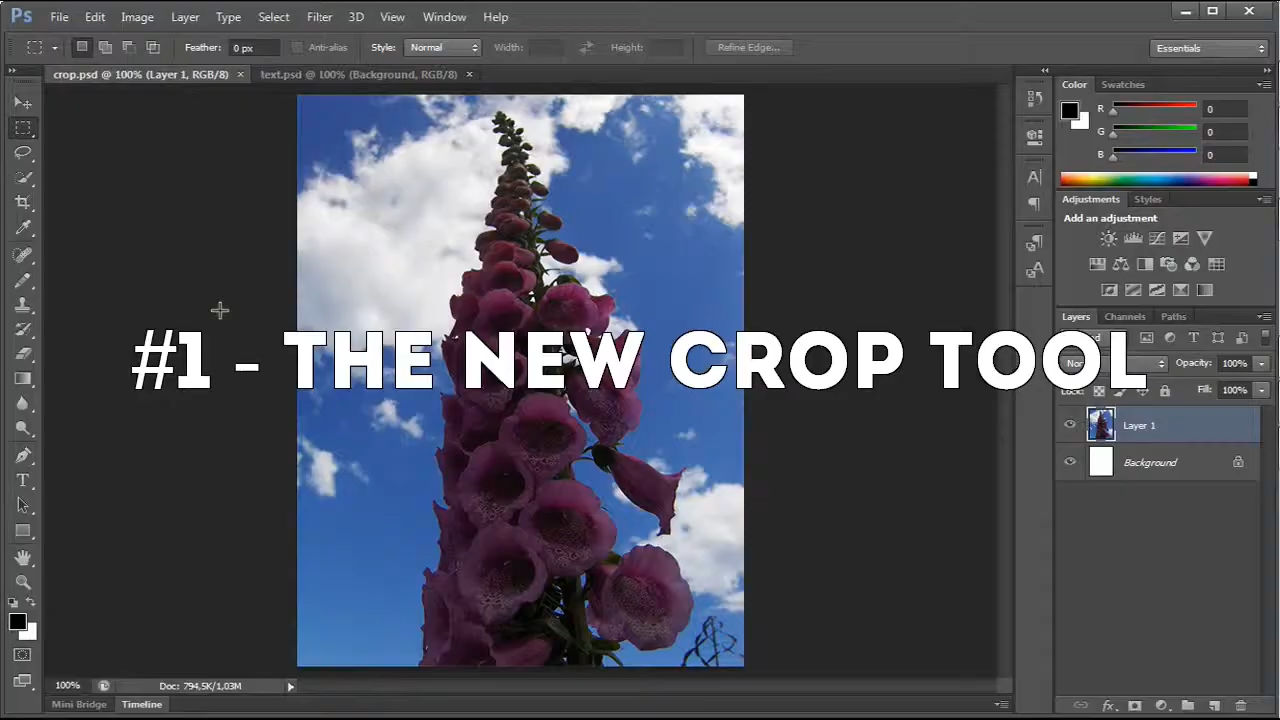 Ps File Edit Image Layer Type Select Filter 3D View Window Help
Feather: 0 px Anti-alias Style: Normal Width: Height: Refine Edge... Essentials
crop.psd @ 100% (Layer 1, RGB/8) × text.psd @ 100% (Background, RGB/8) ×
Color Swatches
R 0
G 0
B 0
Adjustments Styles
Add an adjustment
Layers Channels Paths
#1 - THE NEW CROP TOOL
Opacity: 100%
Lock: Fill: 100%
Layer 1
Background
100% Doc: 794,5K/1,03M
Mini Bridge Timeline